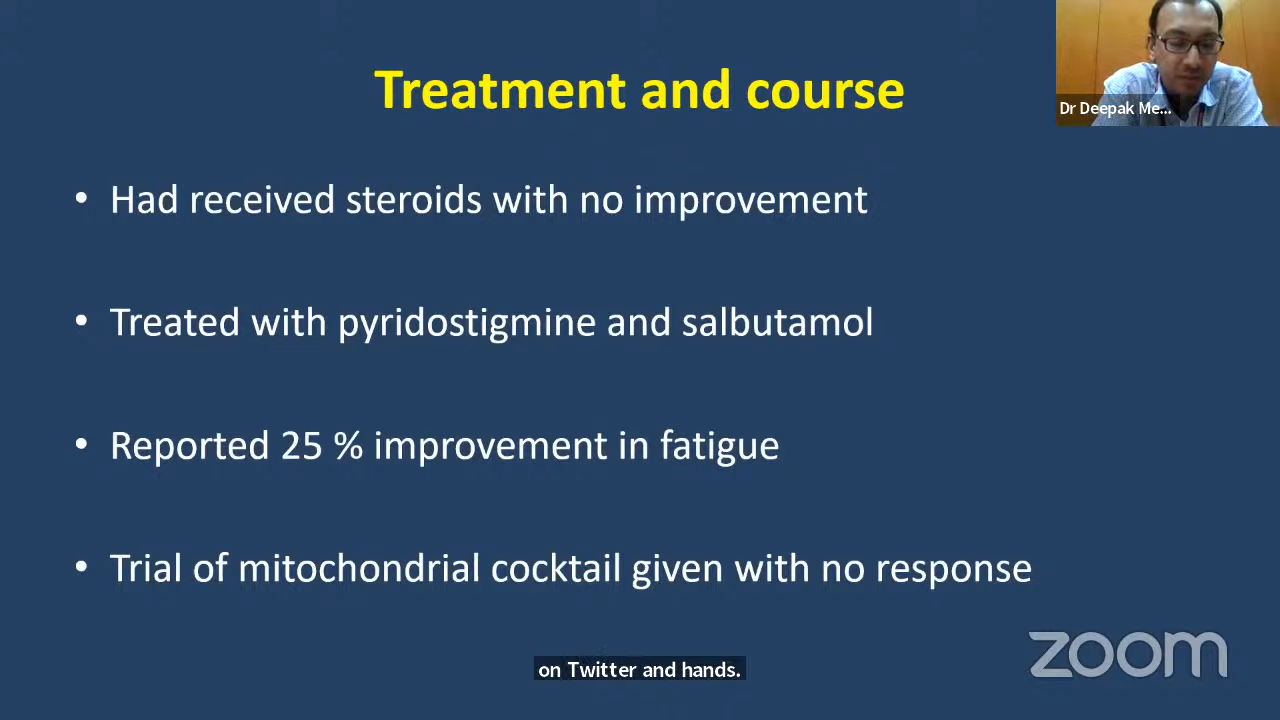 Treatment and course
Dr Deepak Me...
• Had received steroids with no improvement
• Treated with pyridostigmine and salbutamol
• Reported 25 % improvement in fatigue
• Trial of mitochondrial cocktail given with no response
zoom
on Twitter and hands.